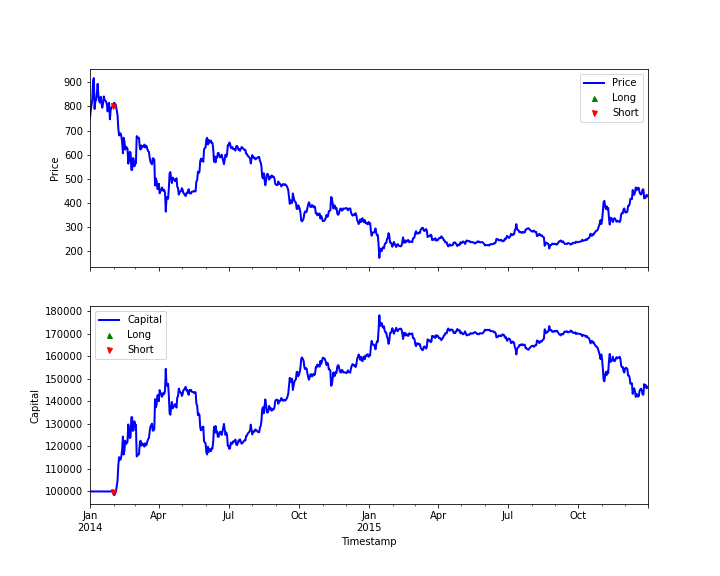 900
800
700
600
500
400
300
200
Price
Price
Long
Short
180000
170000
160000
150000
140000
130000
120000
110000
100000
Capital
Capital
Long
Short
Jan
2014
Apr
Jul
Oct
Jan
2015
Apr
Jul
Oct
Timestamp